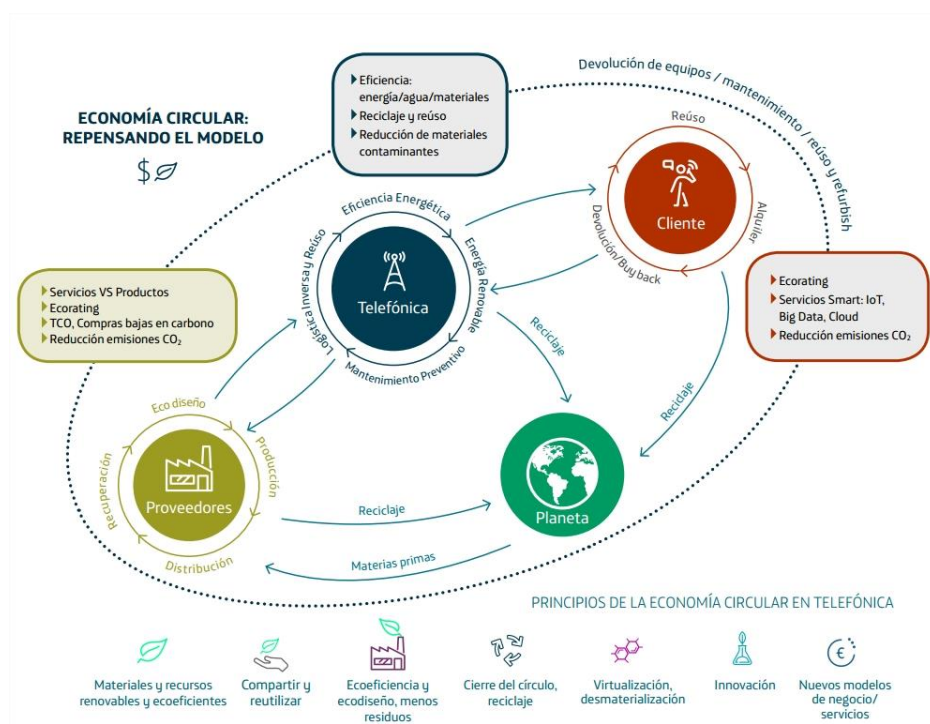 ECONOMÍA CIRCULAR:
REPENSANDO EL MODELO
$
Eficiencia:
energía/agua/materiales
Reciclaje y reúso
Reducción de materiales
contaminantes
Devolución de equipos / mantenimiento / reúso y refurbish
Reúso
Alquiler
Devolución/Buy back
Cliente
Eficiencia Energética
Energía Renovable
Mantenimiento Preventivo
Logística Inversa y Reúso
Telefónica
Servicios VS Productos
Ecorating
TCO, Compras bajas en carbono
Reducción emisiones CO₂
Ecorating
Servicios Smart: IoT,
Big Data, Cloud
Reducción emisiones CO₂
Reciclaje
Reciclaje
Eco diseño
Producción
Distribución
Recuperación
Proveedores
Reciclaje
Materias primas
Planeta
PRINCIPIOS DE LA ECONOMÍA CIRCULAR EN TELEFÓNICA
Materiales y recursos
renovables y ecoeficientes
Compartir y
reutilizar
Ecoeficiencia y
ecodiseño, menos
residuos
Cierre del círculo,
reciclaje
Virtualización,
desmaterialización
Innovación
€
Nuevos modelos
de negocio/
servicios